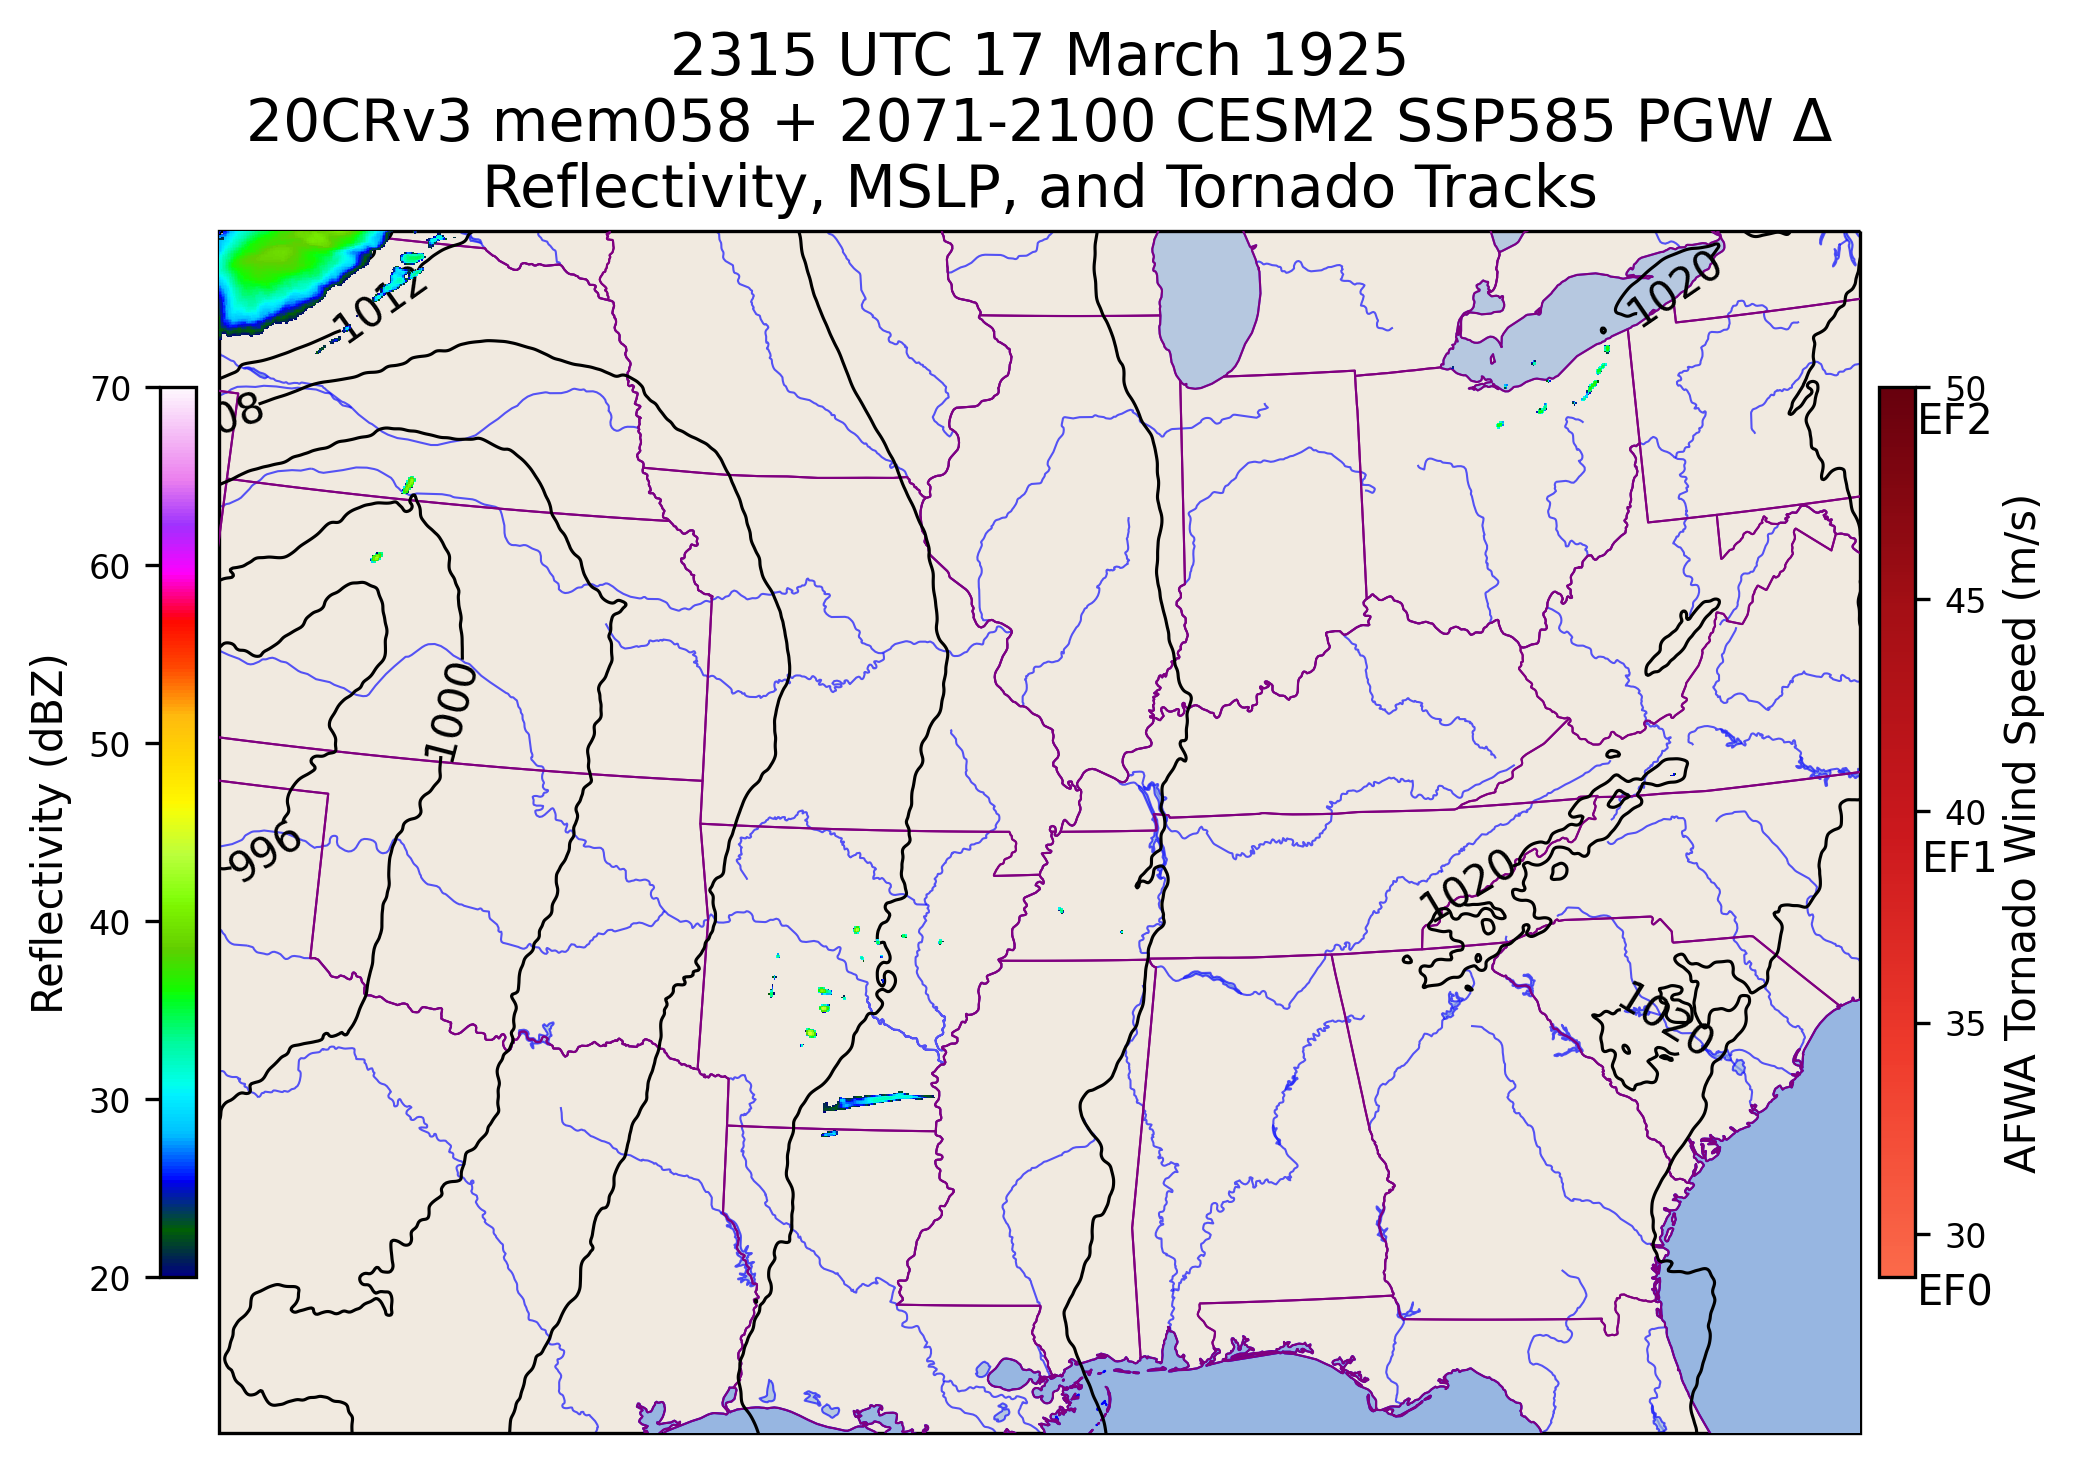 2315 UTC 17 March 1925
20CRv3 mem058 + 2071-2100 CESM2 SSP585 PGW Δ
Reflectivity, MSLP, and Tornado Tracks
1012
1020
08
1000
996
1020
1020
1020
70
60
50
40
30
20
Reflectivity (dBZ)
50
EF2
45
40
EF1
35
30
EF0
AFWA Tornado Wind Speed (m/s)